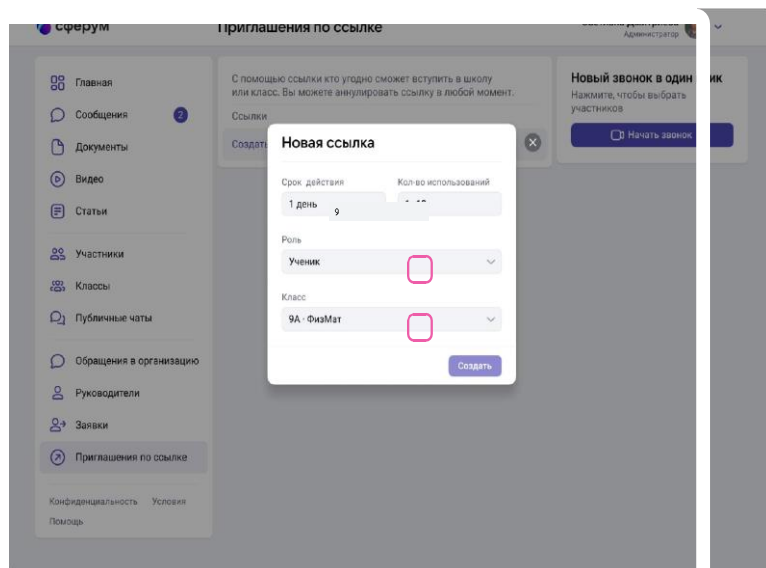 сферум
Приглашения по ссылке
Администратор
Главная
Сообщения 2
Документы
Видео
Статьи
Участники
Классы
Публичные чаты
Обращения в организацию
Руководители
Заявки
Приглашения по ссылке
Конфиденциальность Условия
Помощь
С помощью ссылки кто угодно сможет вступить в школу
или класс. Вы можете аннулировать ссылку в любой момент.
Ссылки
Создать
Новая ссылка
Срок действия Кол-во использований
1 день
9
Роль
Ученик
Класс
9А - ФизМат
Создать
Новый звонок в один
Нажмите, чтобы выбрать
участников
Начать звонок